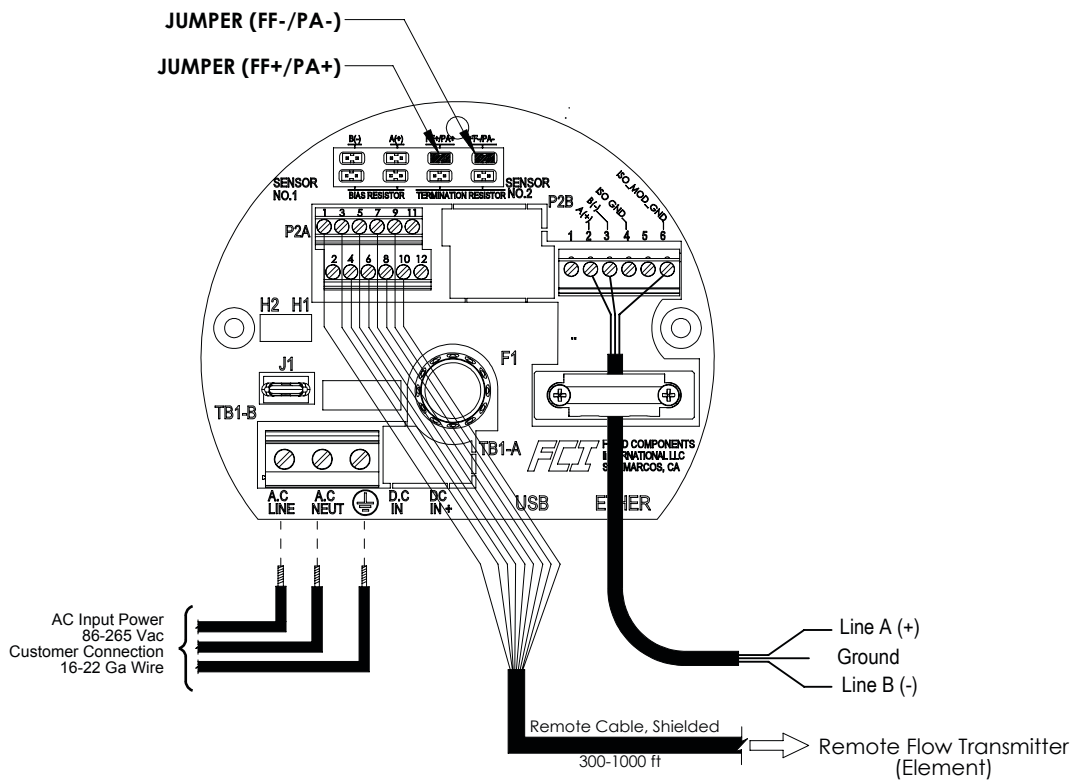 JUMPER (FF-/PA-)
JUMPER (FF+/PA+)
B(-) A(+)
SENSOR
NO.1
BIAS RESISTOR TERMINATION RESISTOR
SENSOR
NO.2
P2B
A(+)
B(-)
ISO GND
ISO_MOD_GND
1 2 3 4 5 6
P2A
1 3 5 7 9 11
2 4 6 8 10 12
H2 H1
J1
F1
TB1-B
TB1-A
FCI
COMPONENTS
LLC
MARCOS, CA
A.C
LINE
A.C
NEUT
D.C
IN
DC
IN +
USB
AC Input Power
86-265 Vac
Customer Connection
16-22 Ga Wire
Line A (+)
Ground
Line B (-)
Remote Cable, Shielded
300-1000 ft
Remote Flow Transmitter
(Element)